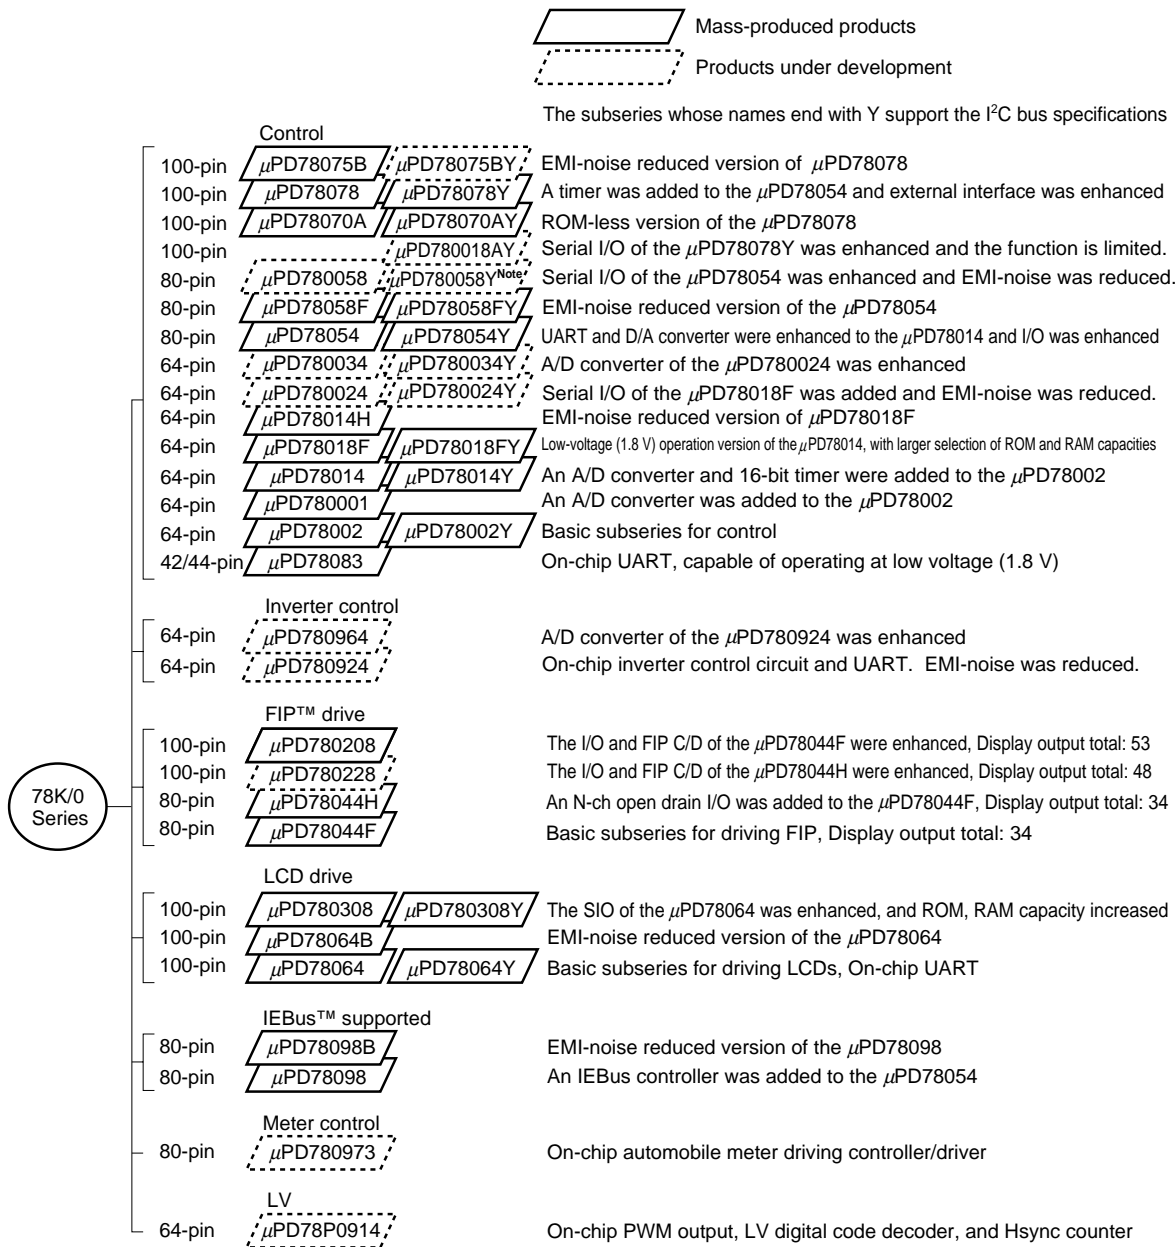 Mass-produced products
Products under development
The subseries whose names end with Y support the I²C bus specifications
Control
100-pin μPD78075B μPD78075BY EMI-noise reduced version of μPD78078
100-pin μPD78078 μPD78078Y A timer was added to the μPD78054 and external interface was enhanced
100-pin μPD78070A μPD78070AY ROM-less version of the μPD78078
100-pin μPD780018AY Serial I/O of the μPD78078Y was enhanced and the function is limited.
80-pin μPD780058 μPD780058Y Note Serial I/O of the μPD78054 was enhanced and EMI-noise was reduced.
80-pin μPD78058F μPD78058FY EMI-noise reduced version of the μPD78054
80-pin μPD78054 μPD78054Y UART and D/A converter were enhanced to the μPD78014 and I/O was enhanced
64-pin μPD780034 μPD780034Y A/D converter of the μPD780024 was enhanced
64-pin μPD780024 μPD780024Y Serial I/O of the μPD78018F was added and EMI-noise was reduced.
64-pin μPD78014H EMI-noise reduced version of μPD78018F
64-pin μPD78018F μPD78018FY Low-voltage (1.8 V) operation version of the μPD78014, with larger selection of ROM and RAM capacities
64-pin μPD78014 μPD78014Y An A/D converter and 16-bit timer were added to the μPD78002
64-pin μPD780001 An A/D converter was added to the μPD78002
64-pin μPD78002 μPD78002Y Basic subseries for control
42/44-pin μPD78083 On-chip UART, capable of operating at low voltage (1.8 V)
Inverter control
64-pin μPD780964 A/D converter of the μPD780924 was enhanced
64-pin μPD780924 On-chip inverter control circuit and UART. EMI-noise was reduced.
FIP™ drive
100-pin μPD780208 The I/O and FIP C/D of the μPD78044F were enhanced, Display output total: 53
100-pin μPD780228 The I/O and FIP C/D of the μPD78044H were enhanced, Display output total: 48
80-pin μPD78044H An N-ch open drain I/O was added to the μPD78044F, Display output total: 34
80-pin μPD78044F Basic subseries for driving FIP, Display output total: 34
78K/0
Series
LCD drive
100-pin μPD780308 μPD780308Y The SIO of the μPD78064 was enhanced, and ROM, RAM capacity increased
100-pin μPD78064B EMI-noise reduced version of the μPD78064
100-pin μPD78064 μPD78064Y Basic subseries for driving LCDs, On-chip UART
IEBus™ supported
80-pin μPD78098B EMI-noise reduced version of the μPD78098
80-pin μPD78098 An IEBus controller was added to the μPD78054
Meter control
80-pin μPD780973 On-chip automobile meter driving controller/driver
LV
64-pin μPD78P0914 On-chip PWM output, LV digital code decoder, and Hsync counter